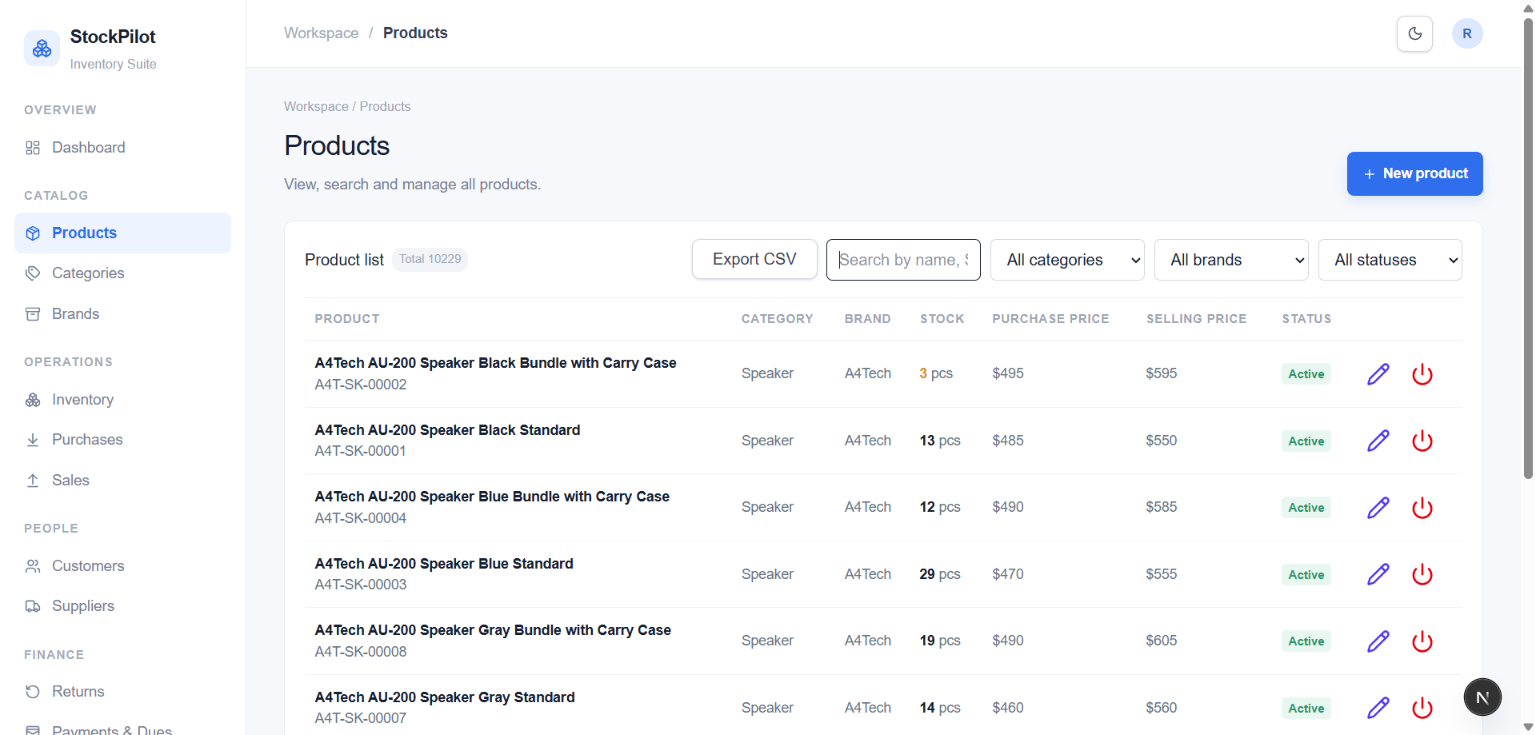 StockPilot
Inventory Suite
OVERVIEW
Dashboard
CATALOG
Products
Categories
Brands
OPERATIONS
Inventory
Purchases
Sales
PEOPLE
Customers
Suppliers
FINANCE
Returns
Payments & Dues
Workspace / Products
R
Workspace / Products
Products
View, search and manage all products.
+ New product
Product list Total 10229 Export CSV Search by name, All categories All brands All statuses
PRODUCT CATEGORY BRAND STOCK PURCHASE PRICE SELLING PRICE STATUS
A4Tech AU-200 Speaker Black Bundle with Carry Case
A4T-SK-00002
Speaker A4Tech 3 pcs $495 $595 Active
A4Tech AU-200 Speaker Black Standard
A4T-SK-00001
Speaker A4Tech 13 pcs $485 $550 Active
A4Tech AU-200 Speaker Blue Bundle with Carry Case
A4T-SK-00004
Speaker A4Tech 12 pcs $490 $585 Active
A4Tech AU-200 Speaker Blue Standard
A4T-SK-00003
Speaker A4Tech 29 pcs $470 $555 Active
A4Tech AU-200 Speaker Gray Bundle with Carry Case
A4T-SK-00008
Speaker A4Tech 19 pcs $490 $605 Active
A4Tech AU-200 Speaker Gray Standard
A4T-SK-00007
Speaker A4Tech 14 pcs $460 $560 Active
N